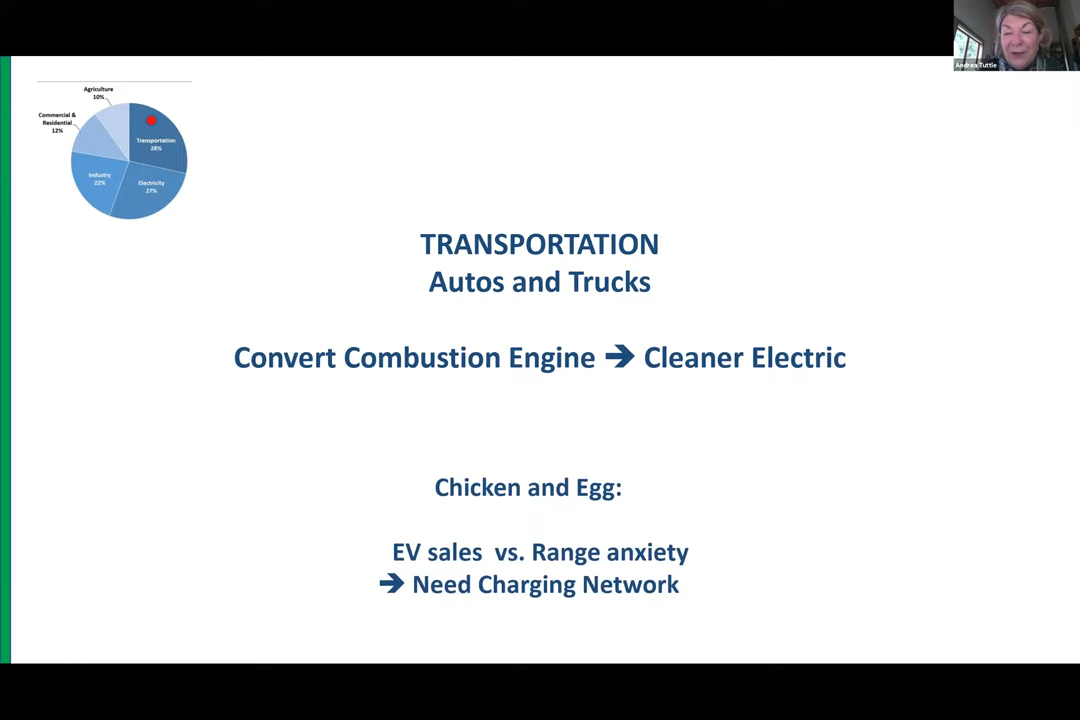 Andrea Tuttle
Agriculture
10%
Commercial &
Residential
12%
Transportation
28%
Industry
22%
Electricity
27%
TRANSPORTATION
Autos and Trucks
Convert Combustion Engine ➔ Cleaner Electric
Chicken and Egg:
EV sales vs. Range anxiety
➔ Need Charging Network